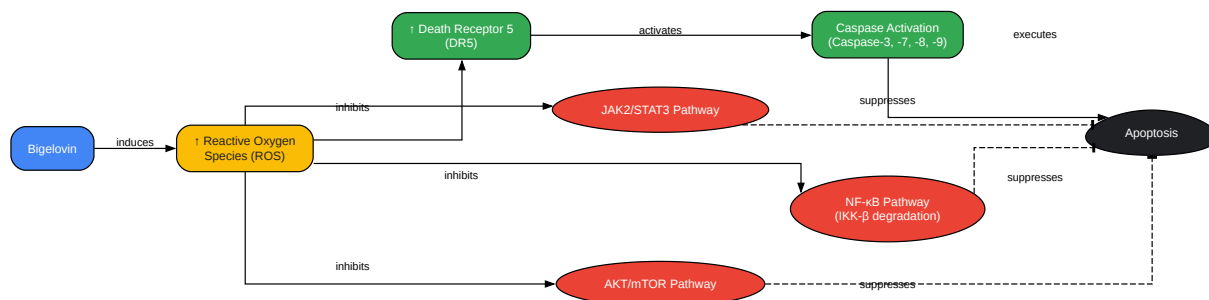 ↑ Death Receptor 5
(DR5)
activates
Caspase Activation
(Caspase-3, -7, -8, -9)
executes
inhibits
JAK2/STAT3 Pathway
suppresses
Bigelovin
induces
↑ Reactive Oxygen
Species (ROS)
Apoptosis
inhibits
suppresses
NF-κB Pathway
(IKK-β degradation)
inhibits
AKT/mTOR Pathway
suppresses